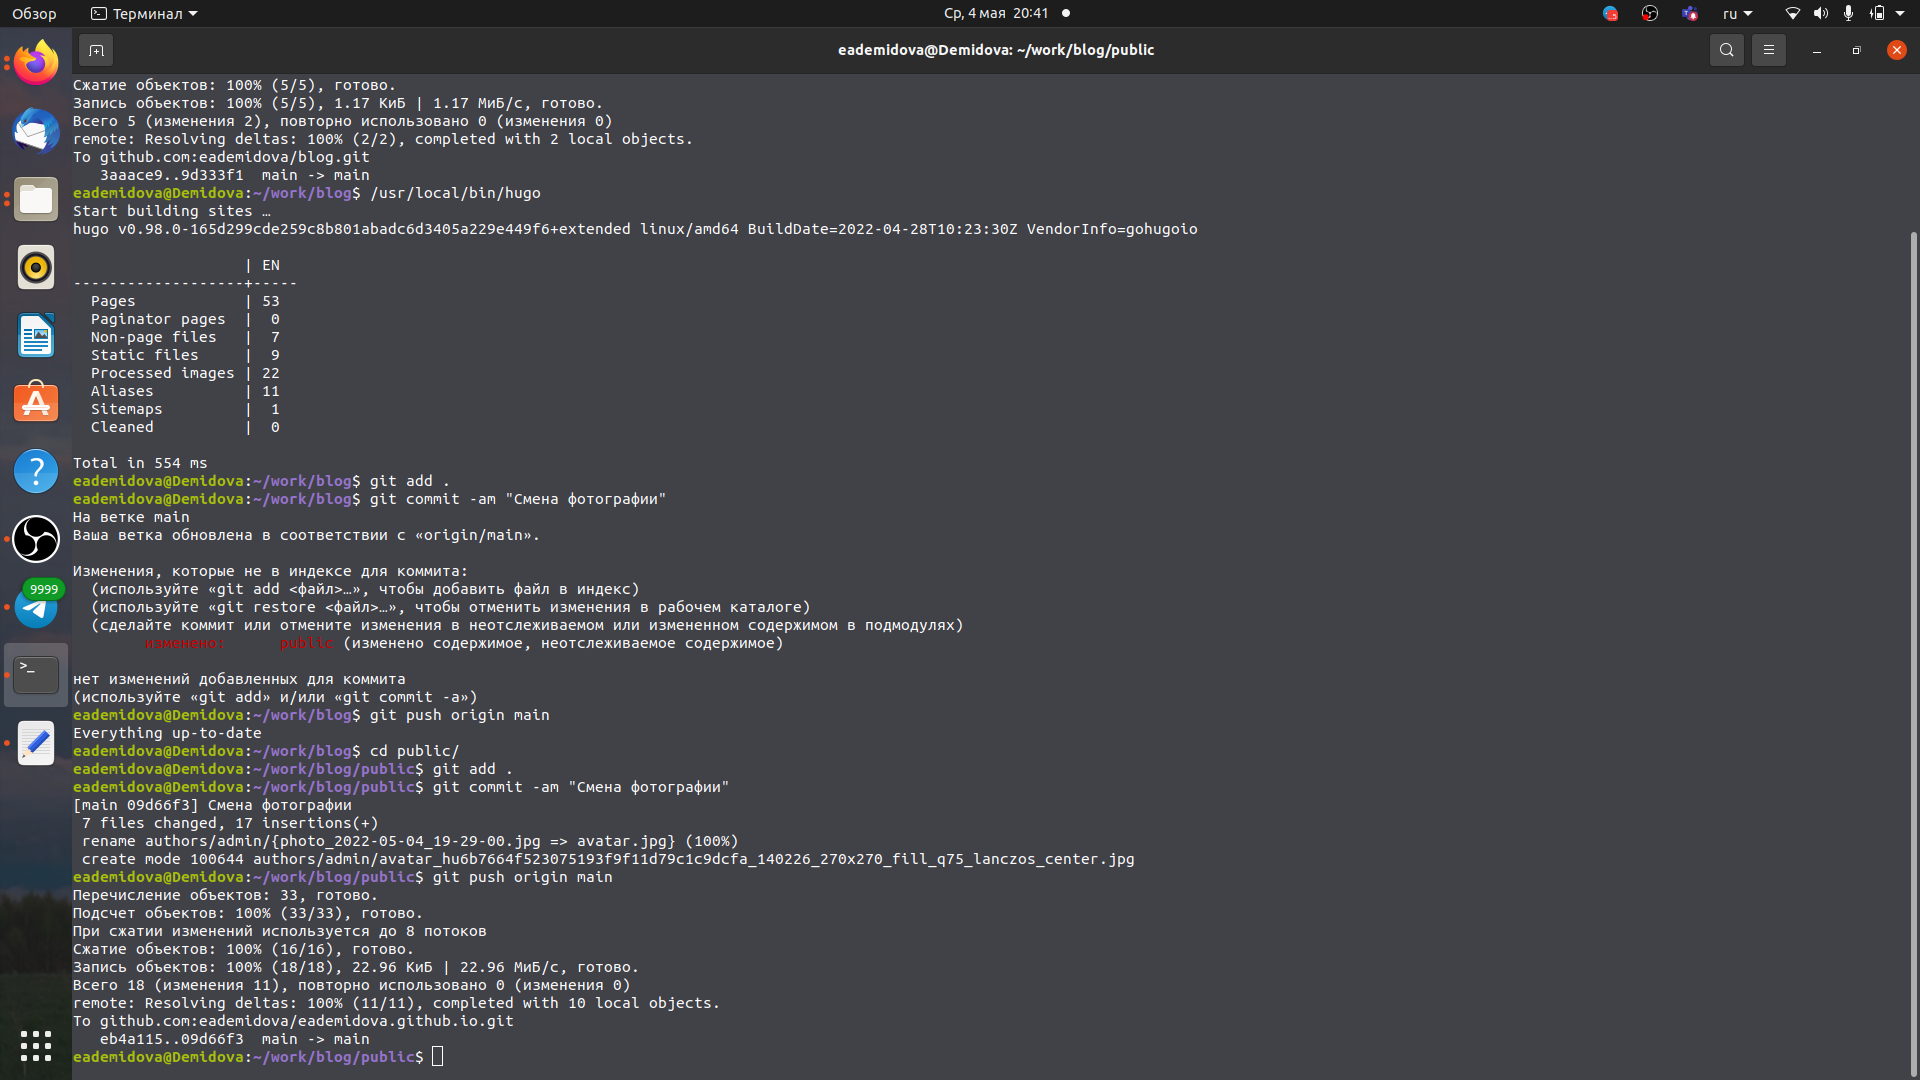 Обзор
Терминал
Ср, 4 мая 20:41
ru
eademidova@Demidova: ~/work/blog/public
Сжатие объектов: 100% (5/5), готово.
Запись объектов: 100% (5/5), 1.17 КиБ | 1.17 МиБ/с, готово.
Всего 5 (изменения 2), повторно использовано 0 (изменения 0)
remote: Resolving deltas: 100% (2/2), completed with 2 local objects.
To github.com:eademidova/blog.git
   3aaace9..9d333f1  main -> main
eademidova@Demidova:~/work/blog$ /usr/local/bin/hugo
Start building sites …
hugo v0.98.0-165d299cde259c8b801abadc6d3405a229e449f6+extended linux/amd64 BuildDate=2022-04-28T10:23:30Z VendorInfo=gohugoio
                   | EN
-------------------+-----
  Pages            | 53
  Paginator pages  |  0
  Non-page files   |  7
  Static files     |  9
  Processed images | 22
  Aliases          | 11
  Sitemaps         |  1
  Cleaned          |  0
Total in 554 ms
eademidova@Demidova:~/work/blog$ git add .
eademidova@Demidova:~/work/blog$ git commit -am "Смена фотографии"
На ветке main
Ваша ветка обновлена в соответствии с «origin/main».
Изменения, которые не в индексе для коммита:
  (используйте «git add <файл>…», чтобы добавить файл в индекс)
  (используйте «git restore <файл>…», чтобы отменить изменения в рабочем каталоге)
  (сделайте коммит или отмените изменения в неотслеживаемом или измененном содержимом в подмодулях)
        изменено:      public (изменено содержимое, неотслеживаемое содержимое)
нет изменений добавленных для коммита
(используйте «git add» и/или «git commit -a»)
eademidova@Demidova:~/work/blog$ git push origin main
Everything up-to-date
eademidova@Demidova:~/work/blog$ cd public/
eademidova@Demidova:~/work/blog/public$ git add .
eademidova@Demidova:~/work/blog/public$ git commit -am "Смена фотографии"
[main 09d66f3] Смена фотографии
 7 files changed, 17 insertions(+)
 rename authors/admin/{photo_2022-05-04_19-29-00.jpg => avatar.jpg} (100%)
 create mode 100644 authors/admin/avatar_hu6b7664f523075193f9f11d79c1c9dcfa_140226_270x270_fill_q75_lanczos_center.jpg
eademidova@Demidova:~/work/blog/public$ git push origin main
Перечисление объектов: 33, готово.
Подсчет объектов: 100% (33/33), готово.
При сжатии изменений используется до 8 потоков
Сжатие объектов: 100% (16/16), готово.
Запись объектов: 100% (18/18), 22.96 КиБ | 22.96 МиБ/с, готово.
Всего 18 (изменения 11), повторно использовано 0 (изменения 0)
remote: Resolving deltas: 100% (11/11), completed with 10 local objects.
To github.com:eademidova/eademidova.github.io.git
   eb4a115..09d66f3  main -> main
eademidova@Demidova:~/work/blog/public$
9999